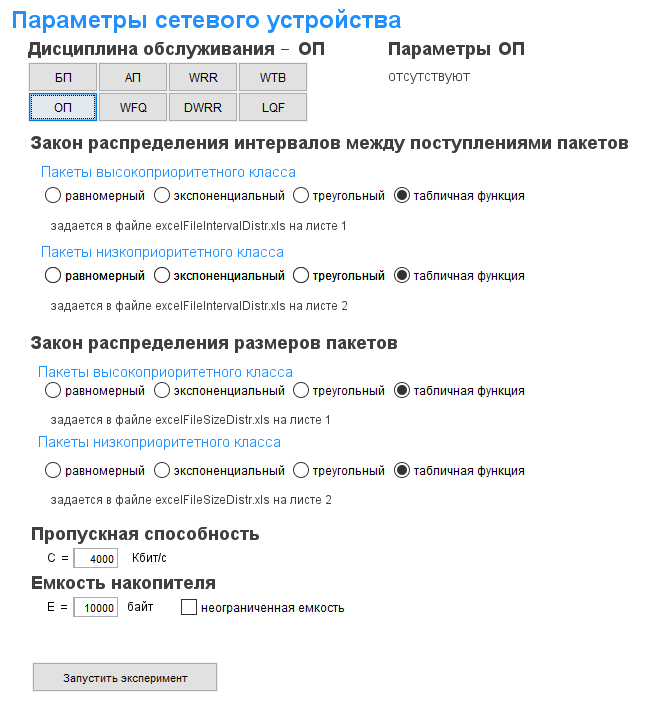 Параметры сетевого устройства
Дисциплина обслуживания - ОП
Параметры ОП
БП АП WRR WTB
отсутствуют
ОП WFQ DWRR LQF
Закон распределения интервалов между поступлениями пакетов
Пакеты высокоприоритетного класса
равномерный экспоненциальный треугольный табличная функция
задается в файле excelFileIntervalDistr.xls на листе 1
Пакеты низкоприоритетного класса
равномерный экспоненциальный треугольный табличная функция
задается в файле excelFileIntervalDistr.xls на листе 2
Закон распределения размеров пакетов
Пакеты высокоприоритетного класса
равномерный экспоненциальный треугольный табличная функция
задается в файле excelFileSizeDistr.xls на листе 1
Пакеты низкоприоритетного класса
равномерный экспоненциальный треугольный табличная функция
задается в файле excelFileSizeDistr.xls на листе 2
Пропускная способность
C = 4000 Кбит/с
Емкость накопителя
E = 10000 байт неограниченная емкость
Запустить эксперимент